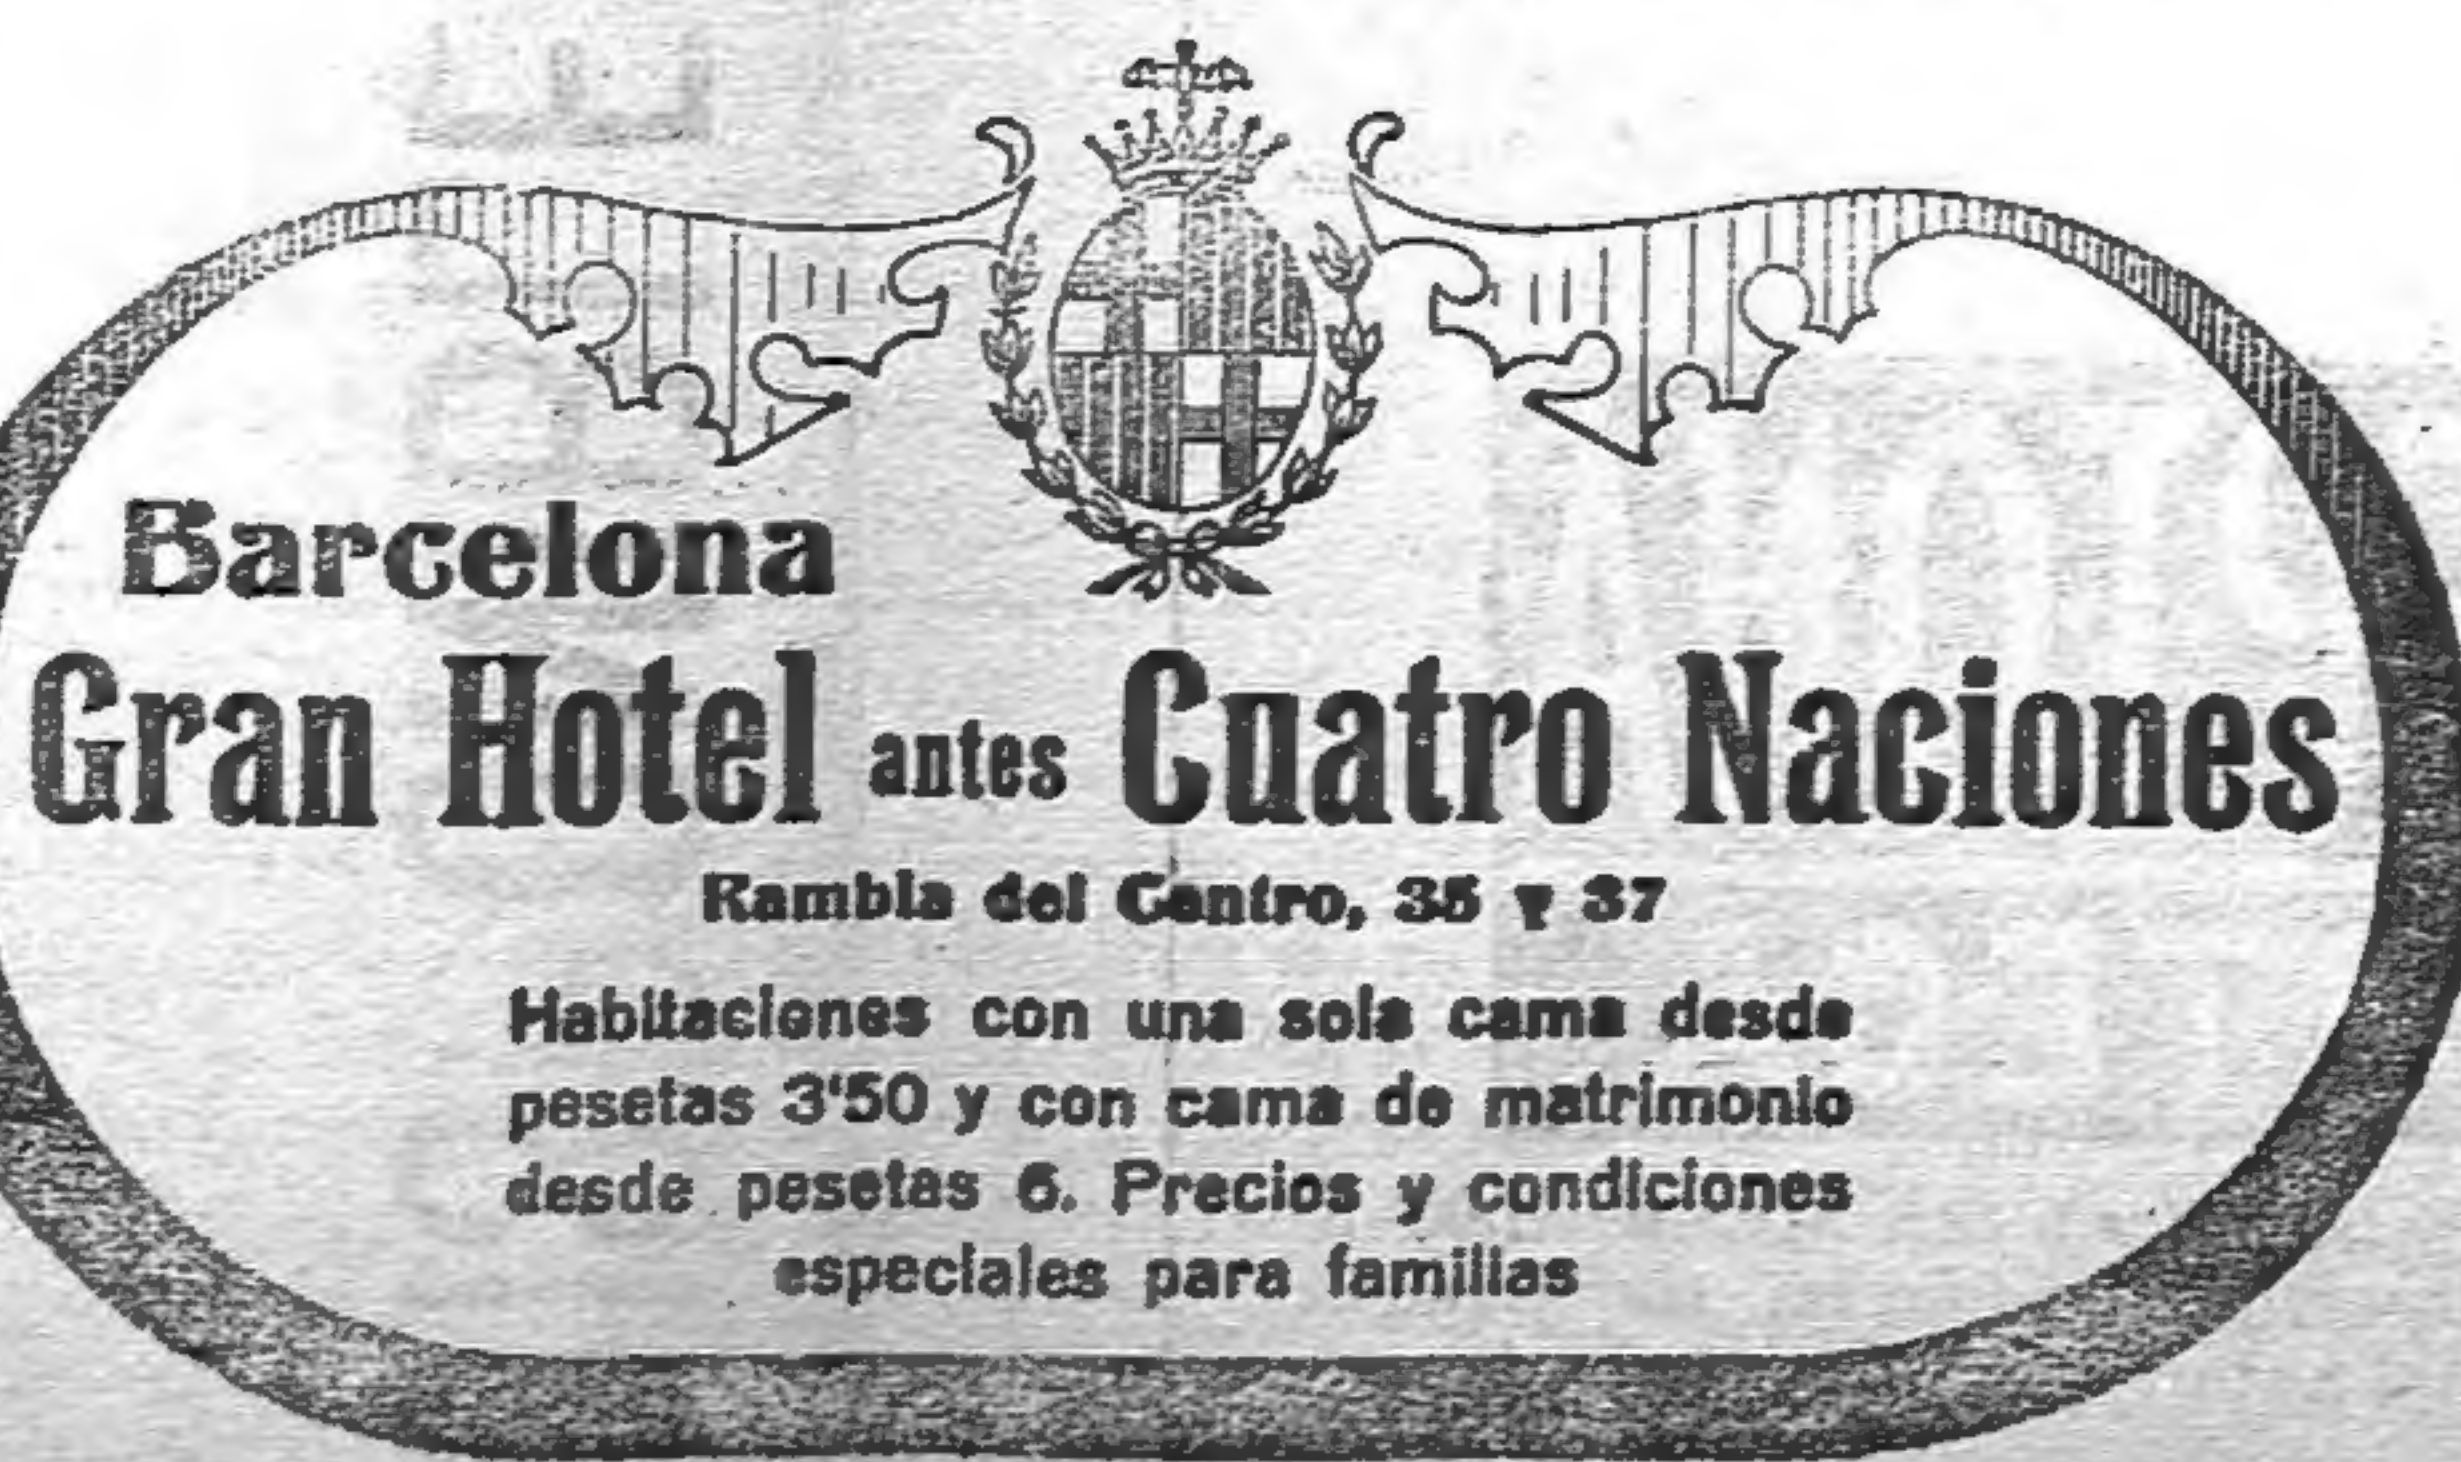 Barcelona
Gran Hotel antes Cuatro Naciones
Rambla del Centro, 35 y 37
Habitaciones con una sola cama desde
pesetas 3'50 y con cama de matrimonio
desde pesetas 6. Precios y condiciones
especiales para familias